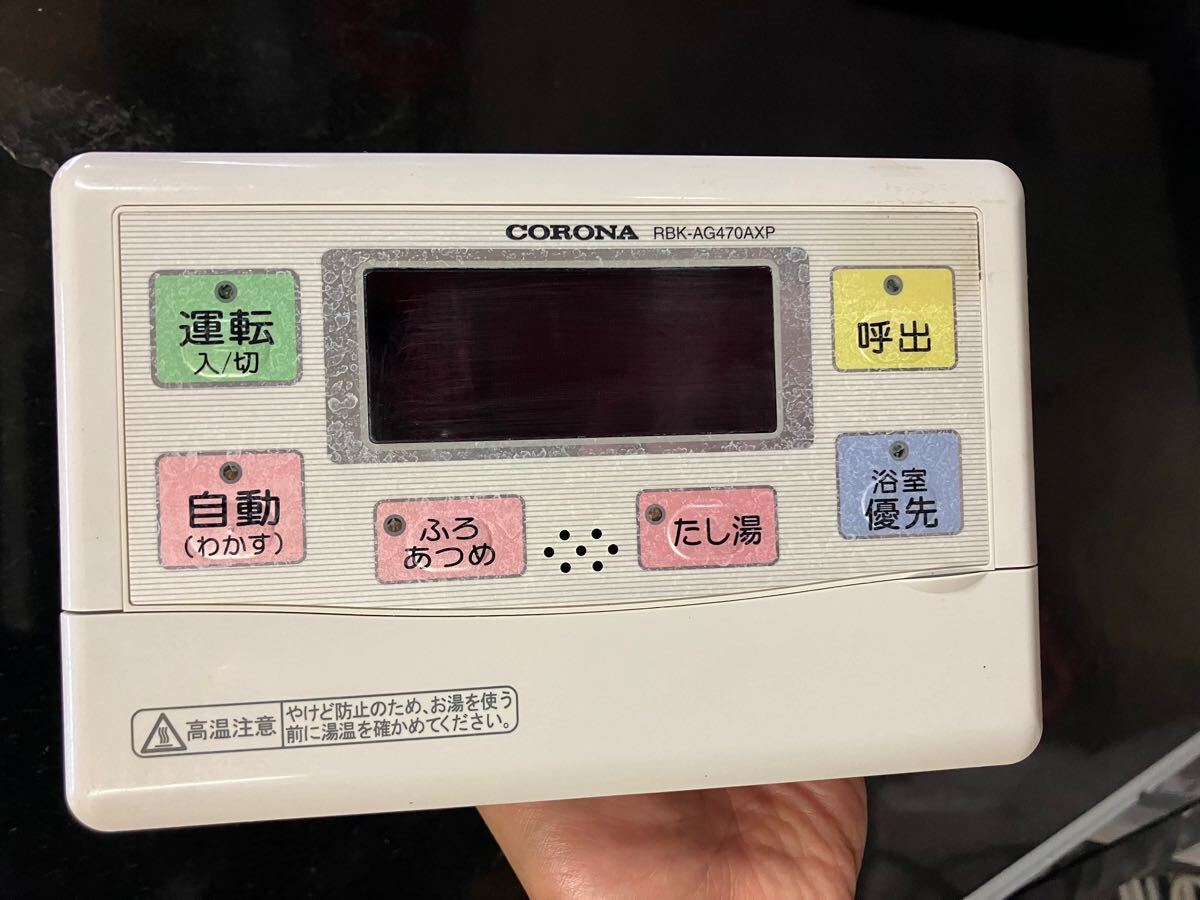 CORONA RBK-AG470AXP
運転
入/切
呼出
自動
(わかす)
ふろ
あつめ
たし湯
浴室
優先
高温注意
やけど防止のため、お湯を使う
前に湯温を確かめてください。